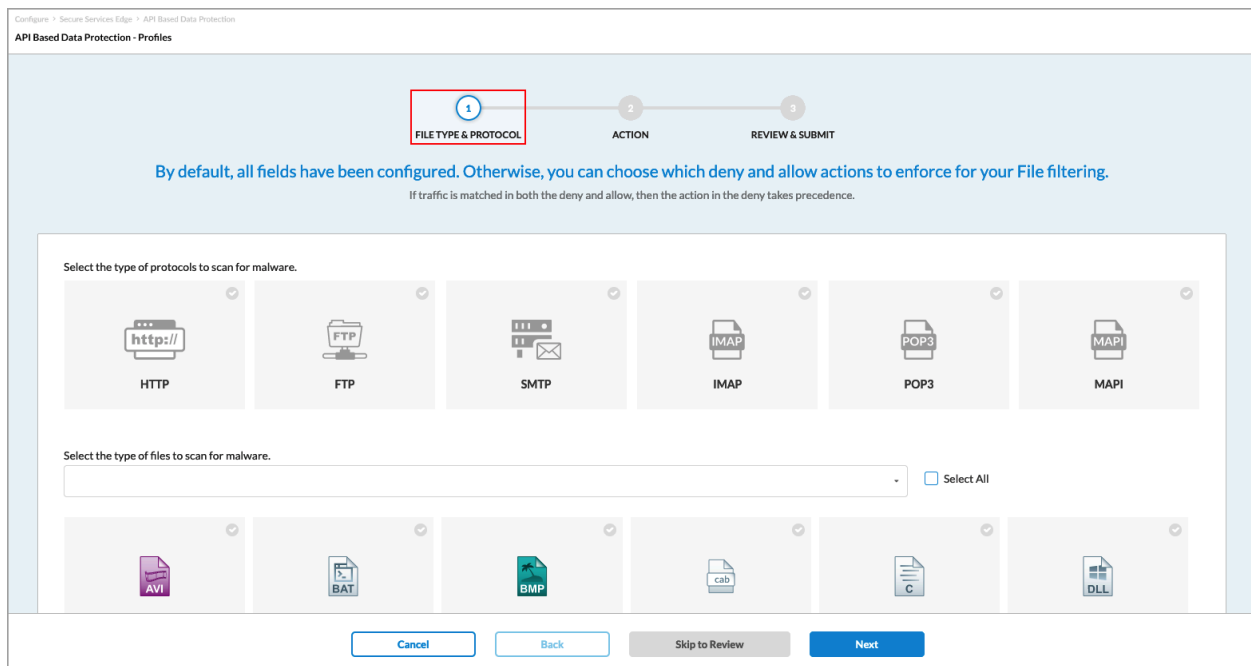 Configure > Secure Services Edge > API Based Data Protection
API Based Data Protection - Profiles
1 2 3
FILE TYPE & PROTOCOL ACTION REVIEW & SUBMIT
By default, all fields have been configured. Otherwise, you can choose which deny and allow actions to enforce for your File filtering.
If traffic is matched in both the deny and allow, then the action in the deny takes precedence.
Select the type of protocols to scan for malware.
http:// FTP IMAP POP3 MAPI
HTTP FTP SMTP IMAP POP3 MAPI
Select the type of files to scan for malware.
Select All
AVI BAT BMP cab C DLL
Cancel Back Skip to Review Next